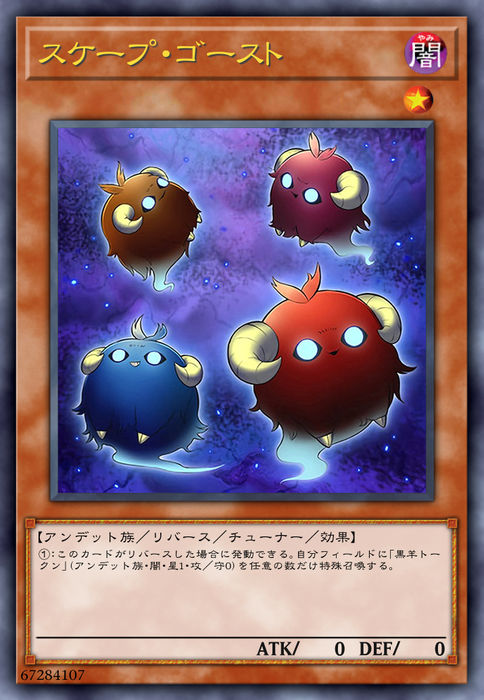 スケープ・ゴースト
やみ
闇
【アンデット族／リバース／チューナー／効果】
①：このカードがリバースした場合に発動できる。自分フィールドに「黒羊トー
クン」（アンデット族・闇・星1・攻／守0）を任意の数だけ特殊召喚する。
ATK/ 0 DEF/ 0
67284107